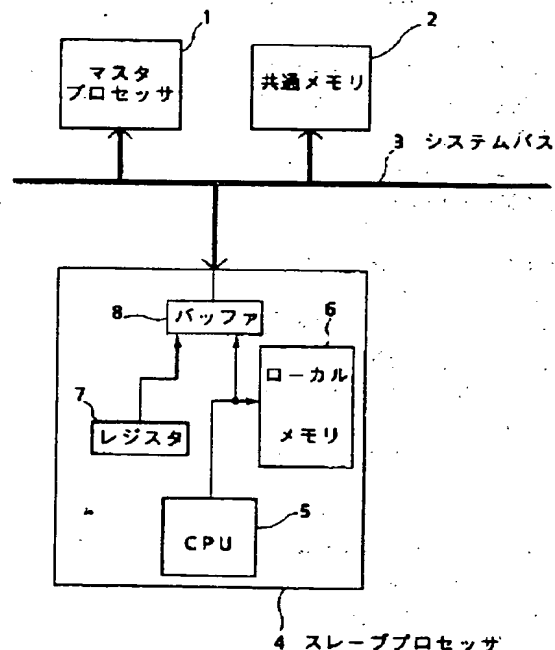 1
2
マスタ
プロセッサ
共通メモリ
3 システムバス
8
バッファ
6
ローカル
メモリ
7
レジスタ
5
CPU
4 スレーブプロセッサ